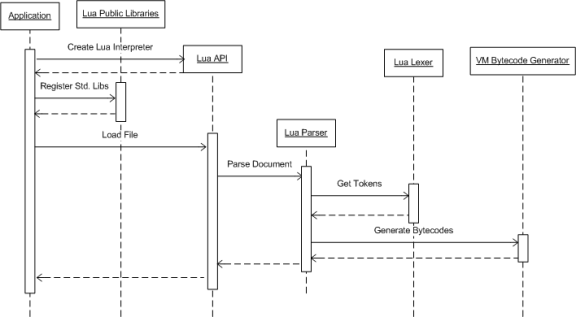 Application
Lua Public Libraries
Create Lua Interpreter
Lua API
Lua Lexer
VM Bytecode Generator
Register Std. Libs
Load File
Lua Parser
Parse Document
Get Tokens
Generate Bytecodes